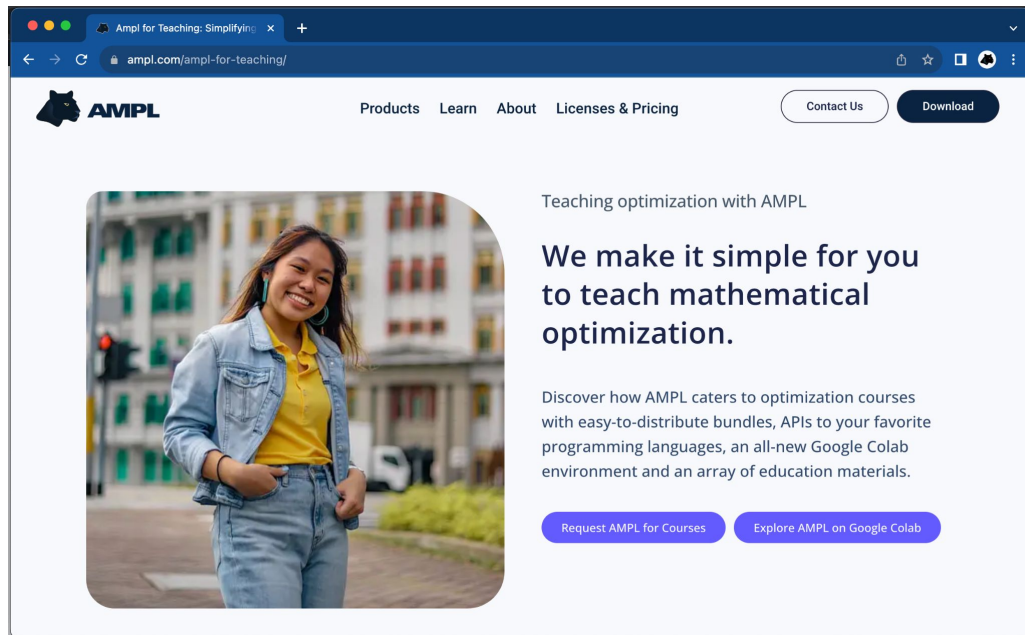 Ampl for Teaching: Simplifying
ampl.com/ampl-for-teaching/
AMPL
Products Learn About Licenses & Pricing
Contact Us
Download
Teaching optimization with AMPL
We make it simple for you
to teach mathematical
optimization.
Discover how AMPL caters to optimization courses
with easy-to-distribute bundles, APIs to your favorite
programming languages, an all-new Google Colab
environment and an array of education materials.
Request AMPL for Courses
Explore AMPL on Google Colab